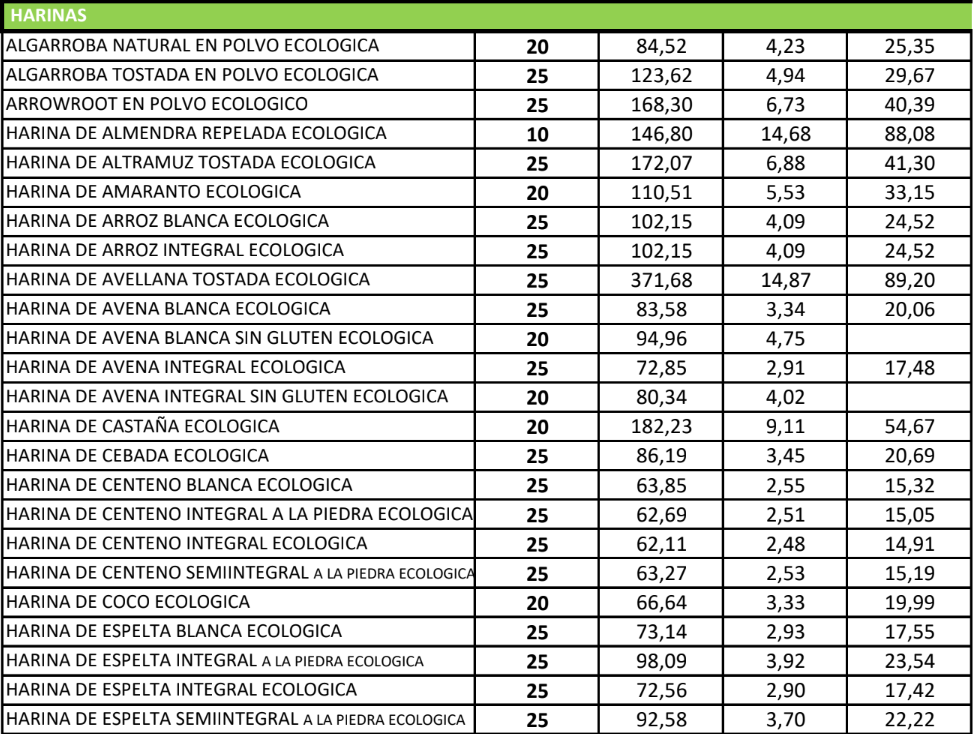 HARINAS
ALGARROBA NATURAL EN POLVO ECOLOGICA 20 84,52 4,23 25,35
ALGARROBA TOSTADA EN POLVO ECOLOGICA 25 123,62 4,94 29,67
ARROWROOT EN POLVO ECOLOGICO 25 168,30 6,73 40,39
HARINA DE ALMENDRA REPELADA ECOLOGICA 10 146,80 14,68 88,08
HARINA DE ALTRAMUZ TOSTADA ECOLOGICA 25 172,07 6,88 41,30
HARINA DE AMARANTO ECOLOGICA 20 110,51 5,53 33,15
HARINA DE ARROZ BLANCA ECOLOGICA 25 102,15 4,09 24,52
HARINA DE ARROZ INTEGRAL ECOLOGICA 25 102,15 4,09 24,52
HARINA DE AVELLANA TOSTADA ECOLOGICA 25 371,68 14,87 89,20
HARINA DE AVENA BLANCA ECOLOGICA 25 83,58 3,34 20,06
HARINA DE AVENA BLANCA SIN GLUTEN ECOLOGICA 20 94,96 4,75
HARINA DE AVENA INTEGRAL ECOLOGICA 25 72,85 2,91 17,48
HARINA DE AVENA INTEGRAL SIN GLUTEN ECOLOGICA 20 80,34 4,02
HARINA DE CASTAÑA ECOLOGICA 20 182,23 9,11 54,67
HARINA DE CEBADA ECOLOGICA 25 86,19 3,45 20,69
HARINA DE CENTENO BLANCA ECOLOGICA 25 63,85 2,55 15,32
HARINA DE CENTENO INTEGRAL A LA PIEDRA ECOLOGICA 25 62,69 2,51 15,05
HARINA DE CENTENO INTEGRAL ECOLOGICA 25 62,11 2,48 14,91
HARINA DE CENTENO SEMIINTEGRAL A LA PIEDRA ECOLOGICA 25 63,27 2,53 15,19
HARINA DE COCO ECOLOGICA 20 66,64 3,33 19,99
HARINA DE ESPELTA BLANCA ECOLOGICA 25 73,14 2,93 17,55
HARINA DE ESPELTA INTEGRAL A LA PIEDRA ECOLOGICA 25 98,09 3,92 23,54
HARINA DE ESPELTA INTEGRAL ECOLOGICA 25 72,56 2,90 17,42
HARINA DE ESPELTA SEMIINTEGRAL A LA PIEDRA ECOLOGICA 25 92,58 3,70 22,22